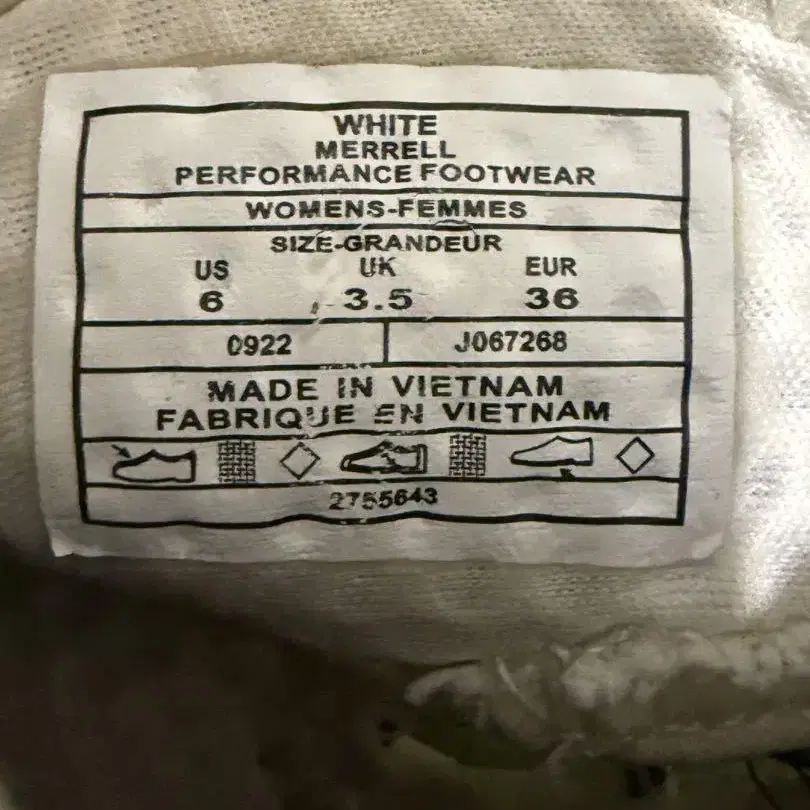 WHITE
MERRELL
PERFORMANCE FOOTWEAR
WOMENS-FEMMES
SIZE-GRANDEUR
US UK EUR
6 3.5 36
0922 J067268
MADE IN VIETNAM
FABRIQUE EN VIETNAM
2755643